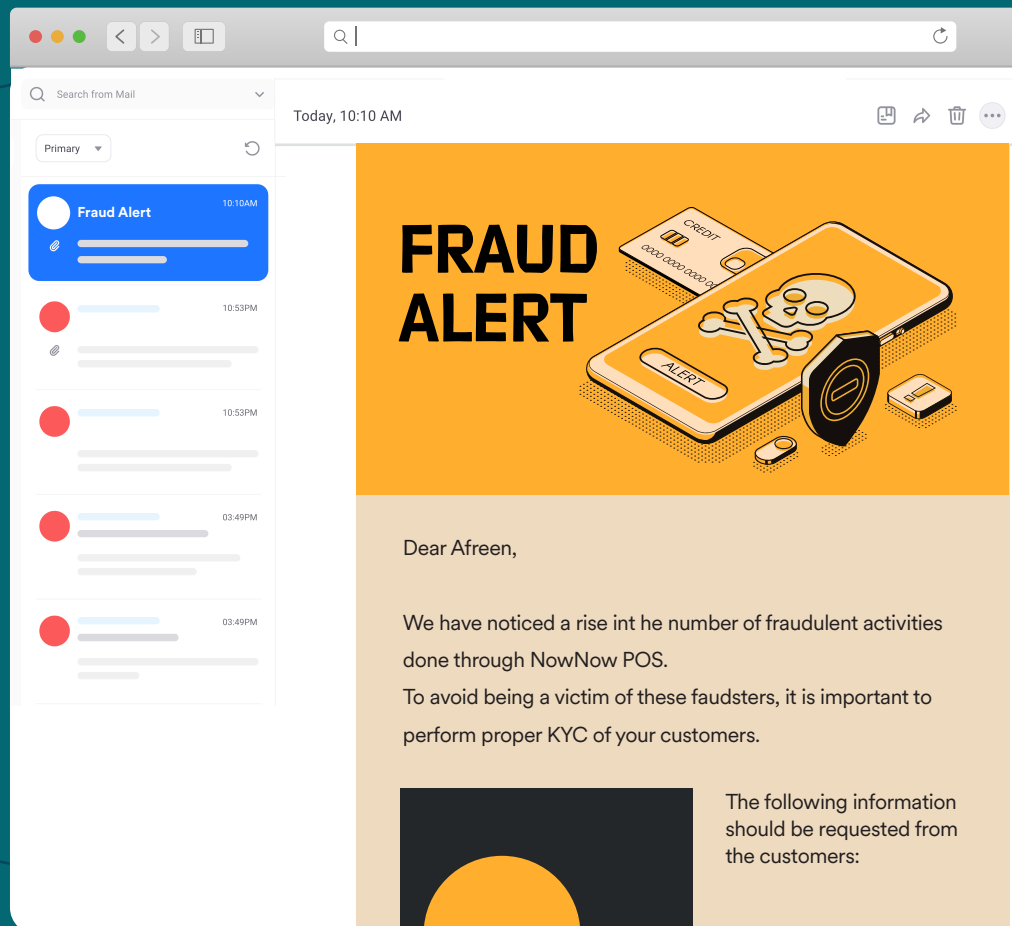 Search from Mail
Primary
Fraud Alert
10:10AM
10:53PM
10:53PM
03:49PM
03:49PM
Today, 10:10 AM
FRAUD
ALERT
CREDIT
0000 0000 0000 00
ALERT
Dear Afreen,
We have noticed a rise int he number of fraudulent activities
done through NowNow POS.
To avoid being a victim of these faudsters, it is important to
perform proper KYC of your customers.
The following information
should be requested from
the customers: